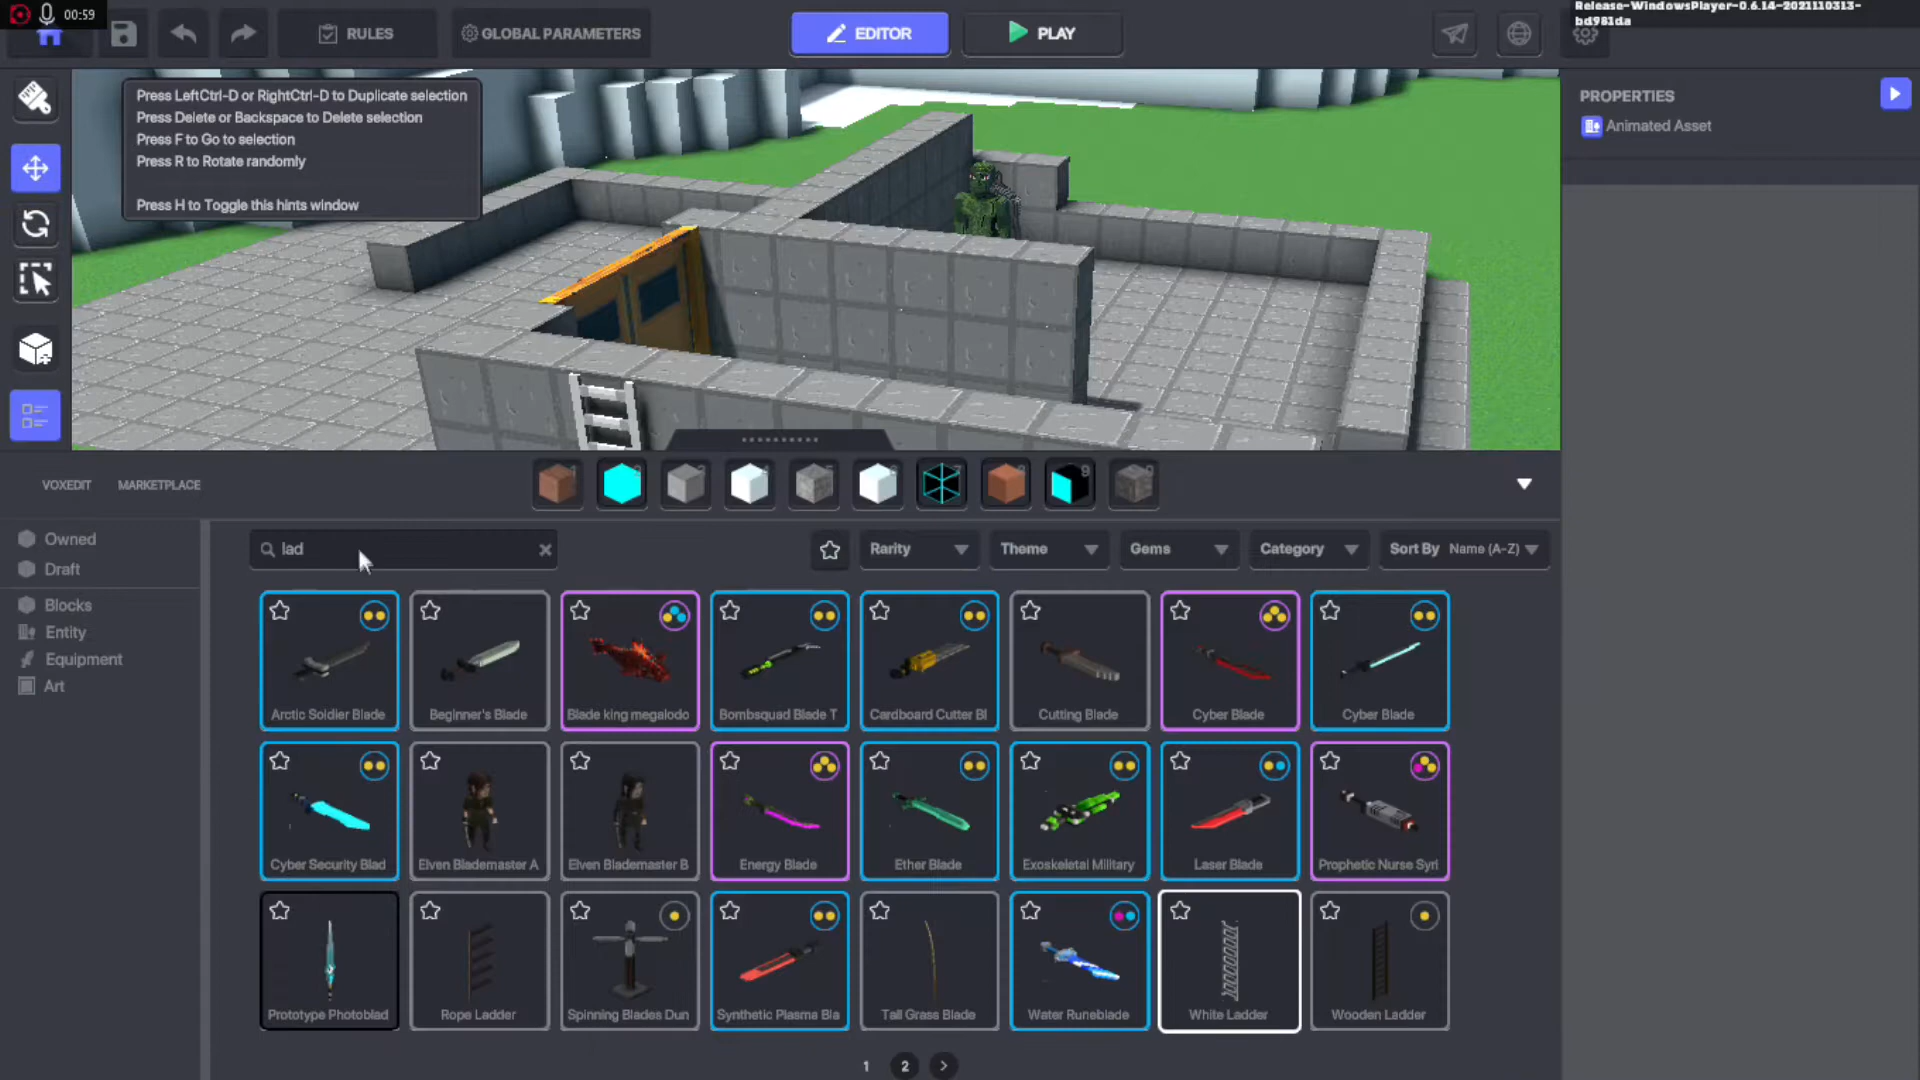 00:59
RULES
GLOBAL PARAMETERS
EDITOR
PLAY
Release-WindowsPlayer-0.6.14-2021110313-
bd981da
Press LeftCtrl-D or RightCtrl-D to Duplicate selection
Press Delete or Backspace to Delete selection
Press F to Go to selection
Press R to Rotate randomly
Press H to Toggle this hints window
PROPERTIES
Animated Asset
VOXEDIT
MARKETPLACE
Owned
Draft
Blocks
Entity
Equipment
Art
lad
Rarity
Theme
Gems
Category
Sort By Name (A-Z)
Arctic Soldier Blade
Beginner's Blade
Blade king megalodo
Bombsquad Blade T
Cardboard Cutter Bl
Cutting Blade
Cyber Blade
Cyber Blade
Cyber Security Blad
Elven Blademaster A
Elven Blademaster B
Energy Blade
Ether Blade
Exoskeletal Military
Laser Blade
Prophetic Nurse Syri
Prototype Photoblad
Rope Ladder
Spinning Blades Dun
Synthetic Plasma Bla
Tall Grass Blade
Water Runeblade
White Ladder
Wooden Ladder
1 2 >